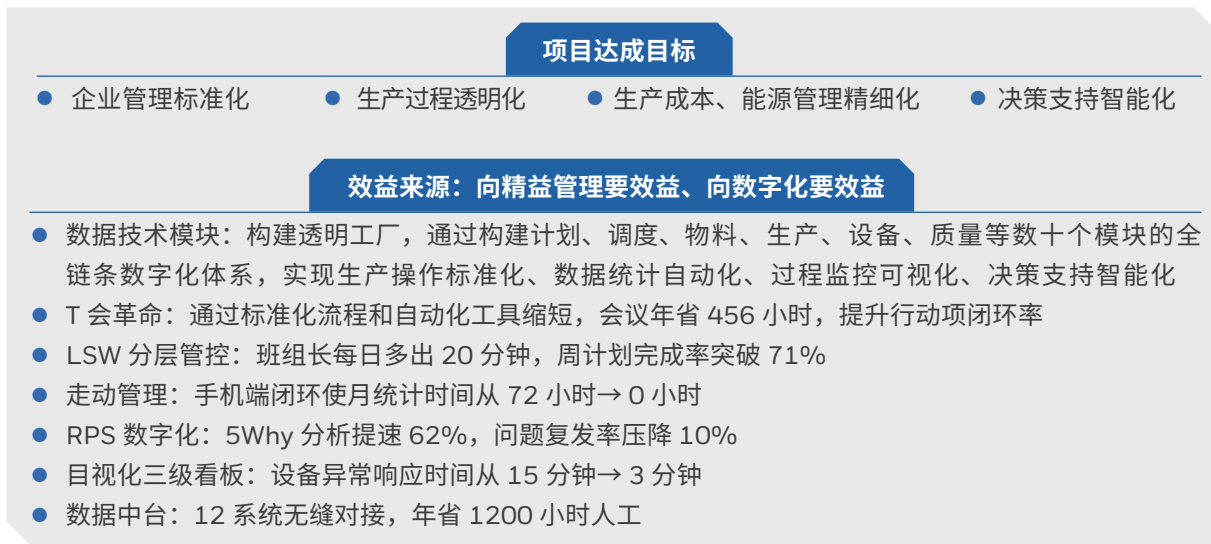 项目达成目标
● 企业管理标准化 ● 生产过程透明化 ● 生产成本、能源管理精细化 ● 决策支持智能化
效益来源：向精益管理要效益、向数字化要效益
● 数据技术模块：构建透明工厂，通过构建计划、调度、物料、生产、设备、质量等数十个模块的全
链条数字化体系，实现生产操作标准化、数据统计自动化、过程监控可视化、决策支持智能化
● T 会革命：通过标准化流程和自动化工具缩短，会议年省 456 小时，提升行动项闭环率
● LSW 分层管控：班组长每日多出 20 分钟，周计划完成率突破 71%
● 走动管理：手机端闭环使月统计时间从 72 小时→ 0 小时
● RPS 数字化：5Why 分析提速 62%，问题复发率压降 10%
● 目视化三级看板：设备异常响应时间从 15 分钟→ 3 分钟
● 数据中台：12 系统无缝对接，年省 1200 小时人工